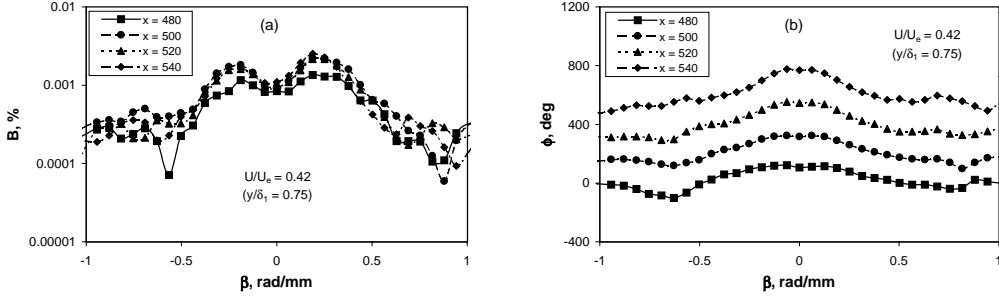 (a)
x = 480
x = 500
x = 520
x = 540
0.01
0.001
0.0001
0.00001
B, %
U/Ue = 0.42
(y/δ1 = 0.75)
-1
-0.5
0
0.5
1
β, rad/mm
(b)
x = 480
x = 500
x = 520
x = 540
U/Ue = 0.42
(y/δ1 = 0.75)
1200
800
400
0
-400
ϕ, deg
-1
-0.5
0
0.5
1
β, rad/mm